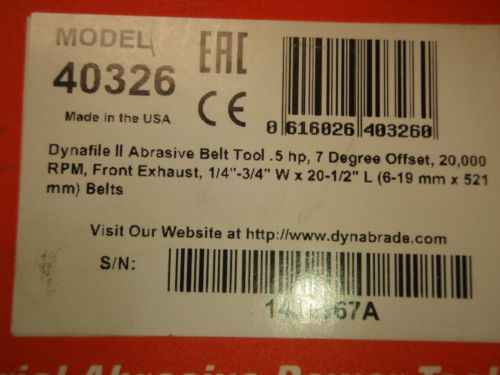 MODEL
40326
EAC
CE
Made in the USA
0 616026 403260
Dynafile II Abrasive Belt Tool .5 hp, 7 Degree Offset, 20,000
RPM, Front Exhaust, 1/4"-3/4" W x 20-1/2" L (6-19 mm x 521
mm) Belts
Visit Our Website at http://www.dynabrade.com
S/N:
Abrasive Power